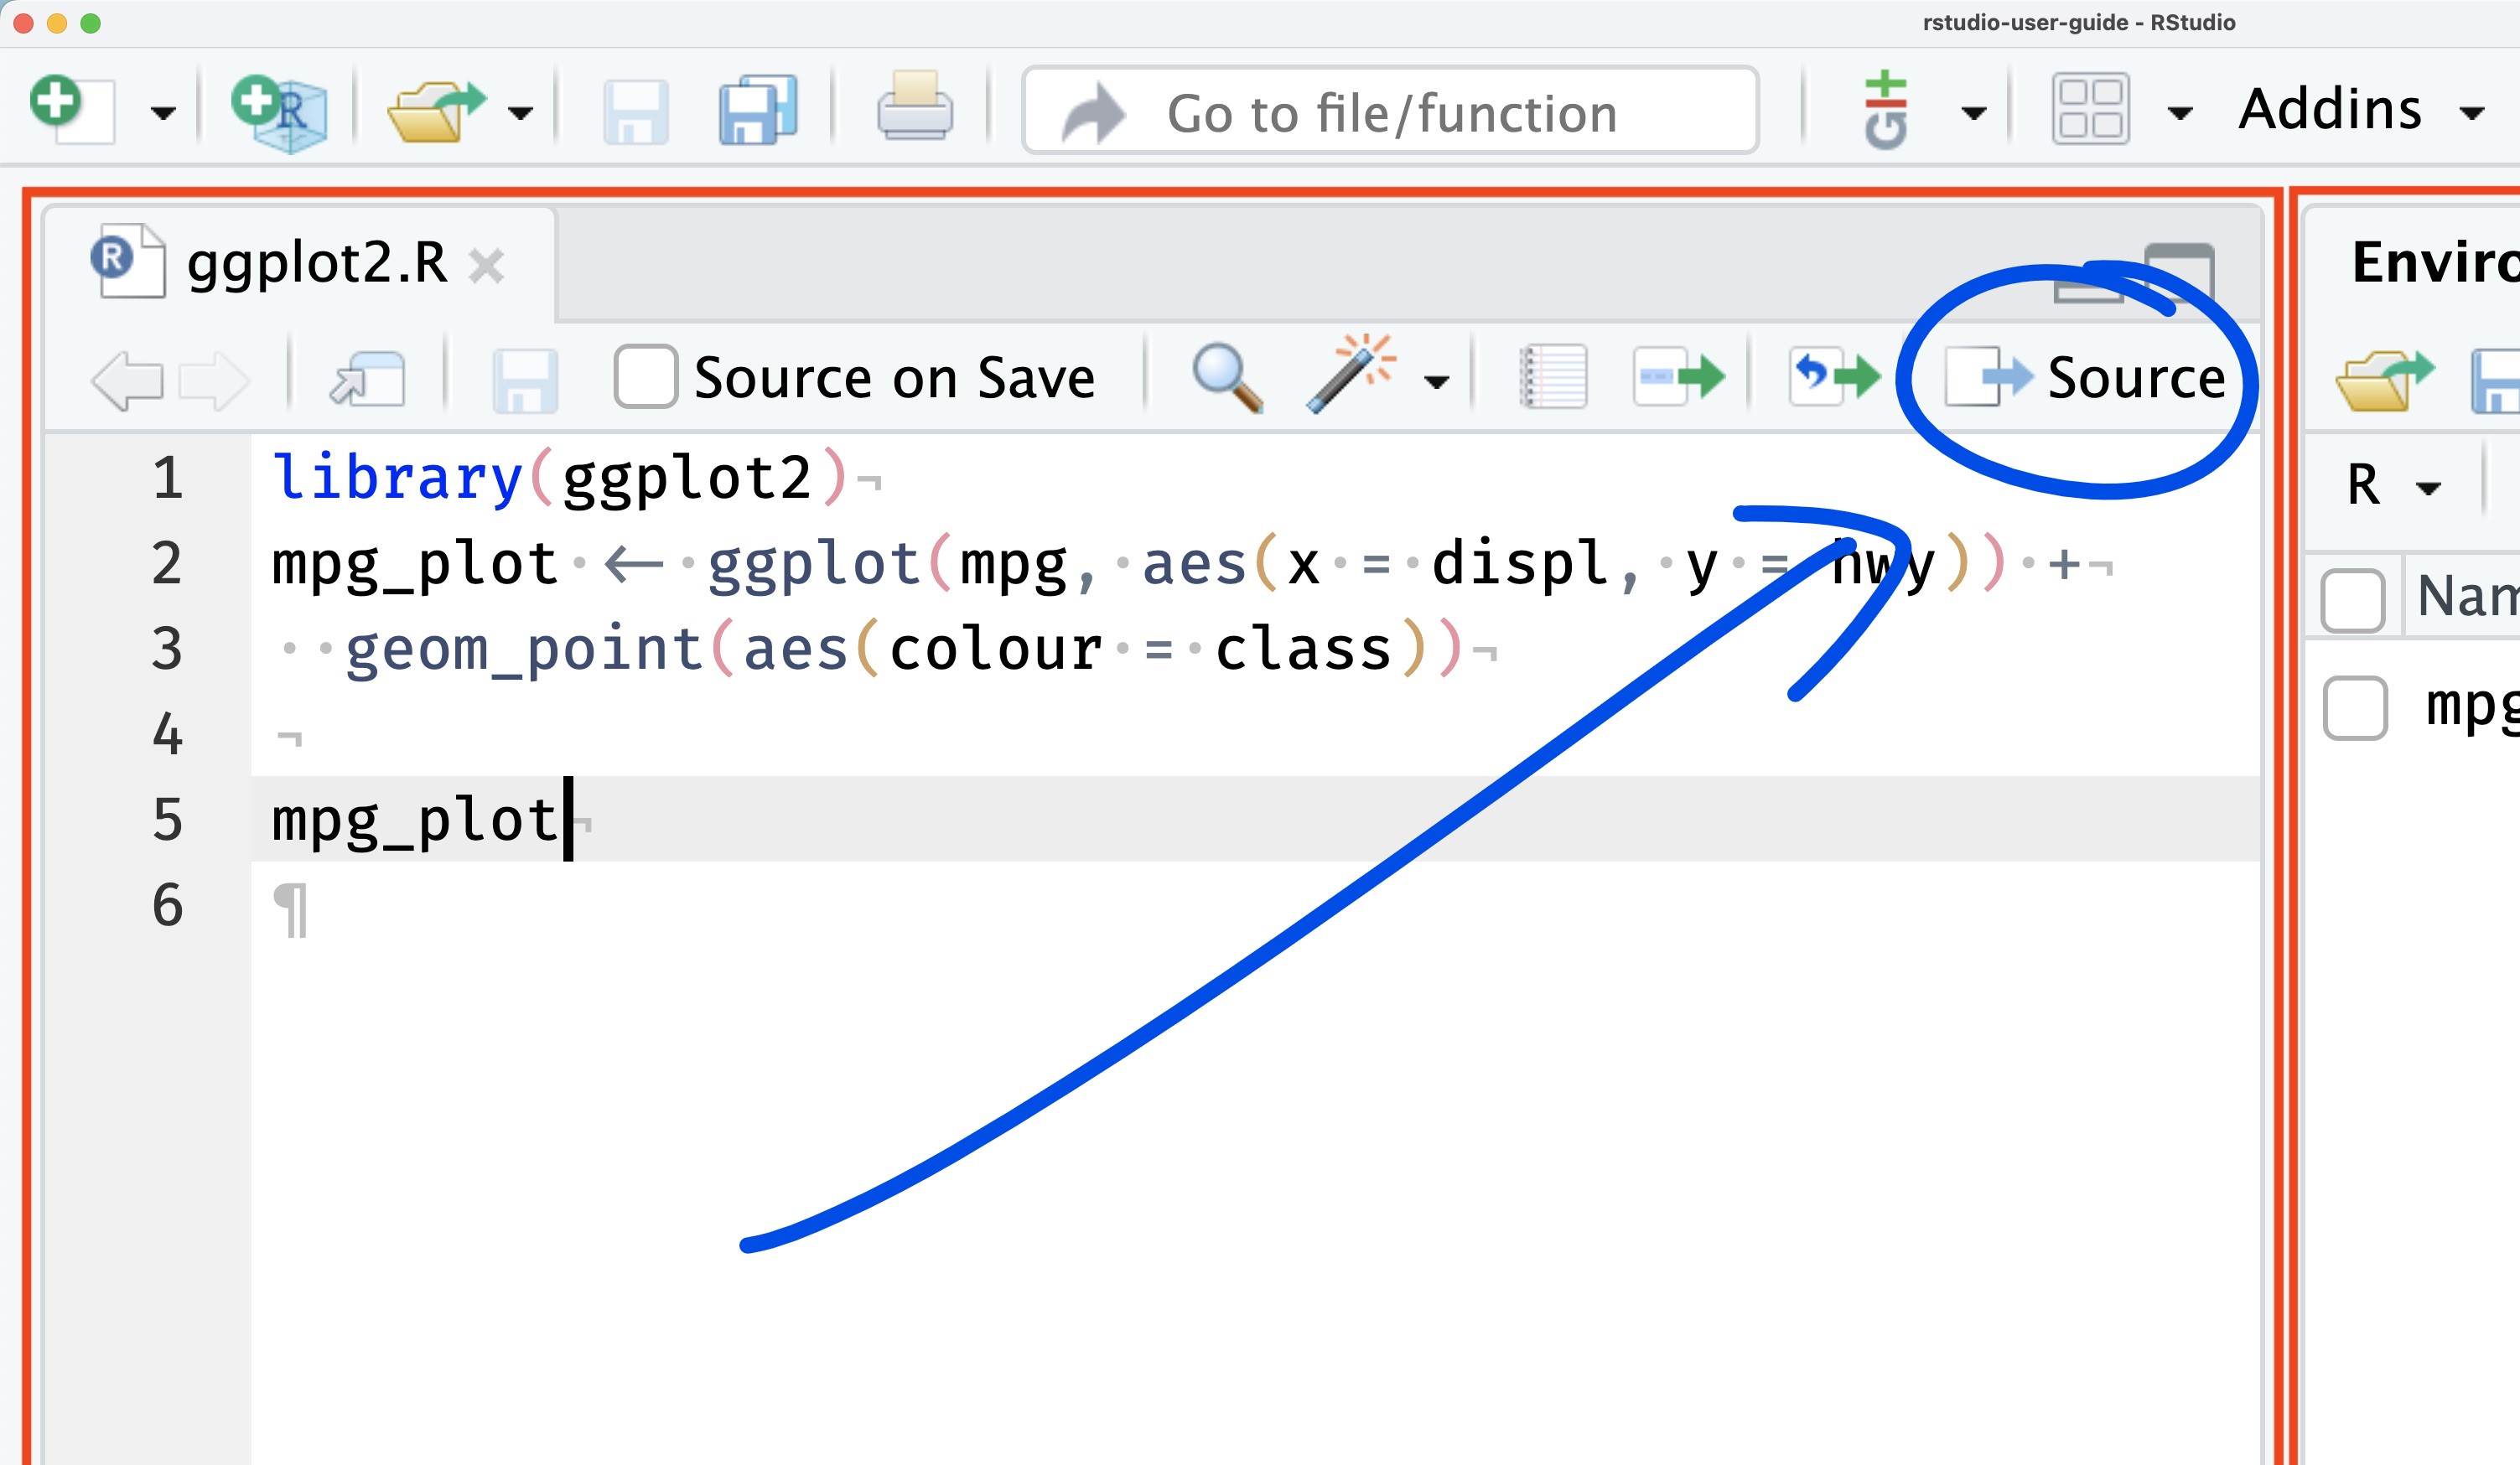 rstudio-user-guide - RStudio
Go to file/function
Addins
ggplot2.R
Source on Save
Source
1 library(ggplot2)¬
2 mpg_plot·<-·ggplot(mpg,·aes(x·=·displ,·y·=·hwy))·+¬
3 ··geom_point(aes(colour·=·class))¬
4 ¬
5 mpg_plot¬
6 ¶
Enviro
R
Nam
mpg